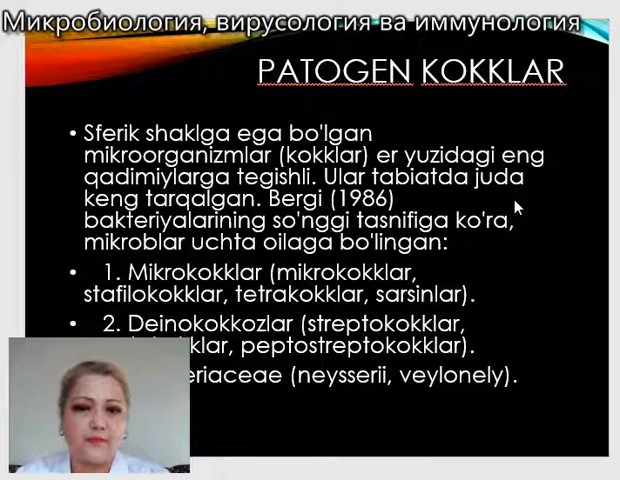 Микробиология, вирусология ва иммунология
PATOGEN KOKKLAR
• Sferik shaklga ega bo'lgan
mikroorganizmlar (kokklar) er yuzidagi eng
qadimiylarga tegishli. Ular tabiatda juda
keng tarqalgan. Bergi (1986)
bakteriyalarining so'nggi tasnifiga ko'ra,
mikroblar uchta oilaga bo'lingan:
• 1. Mikrokokklar (mikrokokklar,
stafilokokklar, tetrakokklar, sarsinlar).
• 2. Deinokokkozlar (streptokokklar,
peptostreptokokklar).
(neysserii, veylonely).